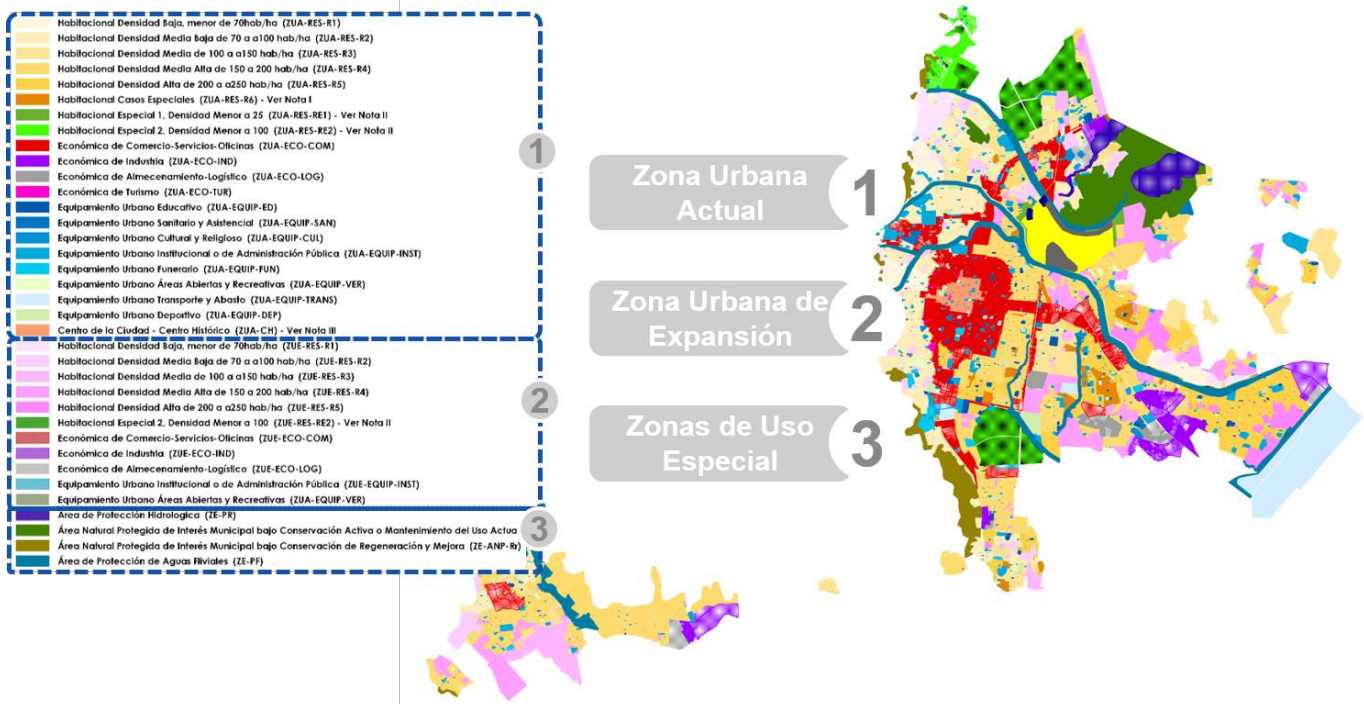 Habitacional Densidad Baja, menor de 70hab/ha (ZUA-RES-R1)
Habitacional Densidad Media Baja de 70 a a100 hab/ha (ZUA-RES-R2)
Habitacional Densidad Media de 100 a a150 hab/ha (ZUA-RES-R3)
Habitacional Densidad Media Alta de 150 a 200 hab/ha (ZUA-RES-R4)
Habitacional Densidad Alta de 200 a a250 hab/ha (ZUA-RES-R5)
Habitacional Casos Especiales (ZUA-RES-R6) - Ver Nota I
Habitacional Especial 1, Densidad Menor a 25 (ZUA-RES-RE1) - Ver Nota II
Habitacional Especial 2, Densidad Menor a 100 (ZUA-RES-RE2) - Ver Nota II
Económica de Comercio-Servicios-Oficinas (ZUA-ECO-COM)
Económica de Industria (ZUA-ECO-IND)
Económica de Almecenamiento-Logístico (ZUA-ECO-LOG)
Económica de Turismo (ZUA-ECO-TUR)
Equipamiento Urbano Educativo (ZUA-EQUIP-ED)
Equipamiento Urbano Sanitario y Asistencial (ZUA-EQUIP-SAN)
Equipamiento Urbano Cultural y Religioso (ZUA-EQUIP-CUL)
Equipamiento Urbano Institucional o de Administración Pública (ZUA-EQUIP-INST)
Equipamiento Urbano Funerario (ZUA-EQUIP-FUN)
Equipamiento Urbano Áreas Abiertas y Recreativas (ZUA-EQUIP-VER)
Equipamiento Urbano Transporte y Abasto (ZUA-EQUIP-TRANS)
Equipamiento Urbano Deportivo (ZUA-EQUIP-DEP)
Centro de la Ciudad - Centro Histórico (ZUA-CH) - Ver Nota III
1
Habitacional Densidad Baja, menor de 70hab/ha (ZUE-RES-R1)
Habitacional Densidad Media Baja de 70 a a100 hab/ha (ZUE-RES-R2)
Habitacional Densidad Media de 100 a a150 hab/ha (ZUE-RES-R3)
Habitacional Densidad Media Alta de 150 a 200 hab/ha (ZUE-RES-R4)
Habitacional Densidad Alta de 200 a a250 hab/ha (ZUE-RES-R5)
Habitacional Especial 2, Densidad Menor a 100 (ZUE-RES-RE2) - Ver Nota II
Económica de Comercio-Servicios-Oficinas (ZUE-ECO-COM)
Económica de Industria (ZUE-ECO-IND)
Económica de Almecenamiento-Logístico (ZUE-ECO-LOG)
Equipamiento Urbano Institucional o de Administración Pública (ZUE-EQUIP-INST)
Equipamiento Urbano Áreas Abiertas y Recreativas (ZUA-EQUIP-VER)
2
Área de Protección Hidrologica (ZE-PR)
Área Natural Protegida de Interés Municipal bajo Conservación Activa o Mantenimiento del Uso Actua
Área Natural Protegida de Interés Municipal bajo Conservación de Regeneración y Mejora (ZE-ANP-Rr)
Área de Protección de Aguas Fliviales (ZE-PF)
3
Zona Urbana
Actual
1
Zona Urbana de
Expansión
2
Zonas de Uso
Especial
3